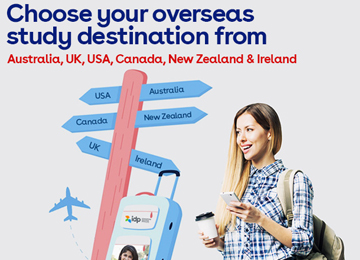 Choose your overseas
study destination from
Australia, UK, USA, Canada, New Zealand & Ireland
USA
Australia
Canada
New Zealand
UK
Ireland
idp